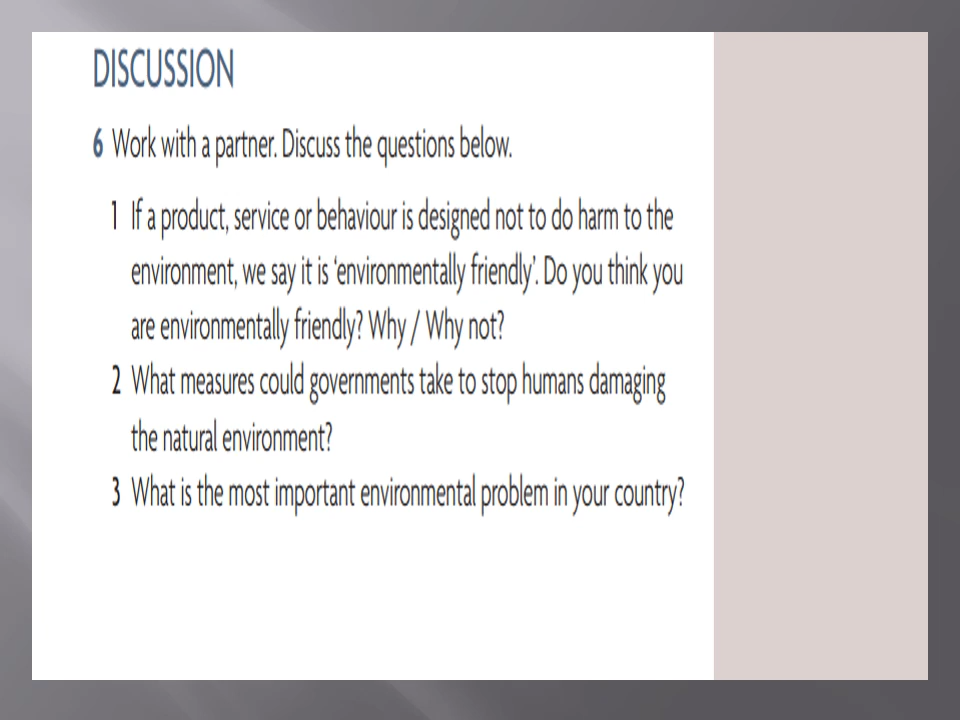 DISCUSSION
6 Work with a partner. Discuss the questions below.
1 If a product, service or behaviour is designed not to do harm to the
environment, we say it is ‘environmentally friendly’. Do you think you
are environmentally friendly? Why / Why not?
2 What measures could governments take to stop humans damaging
the natural environment?
3 What is the most important environmental problem in your country?